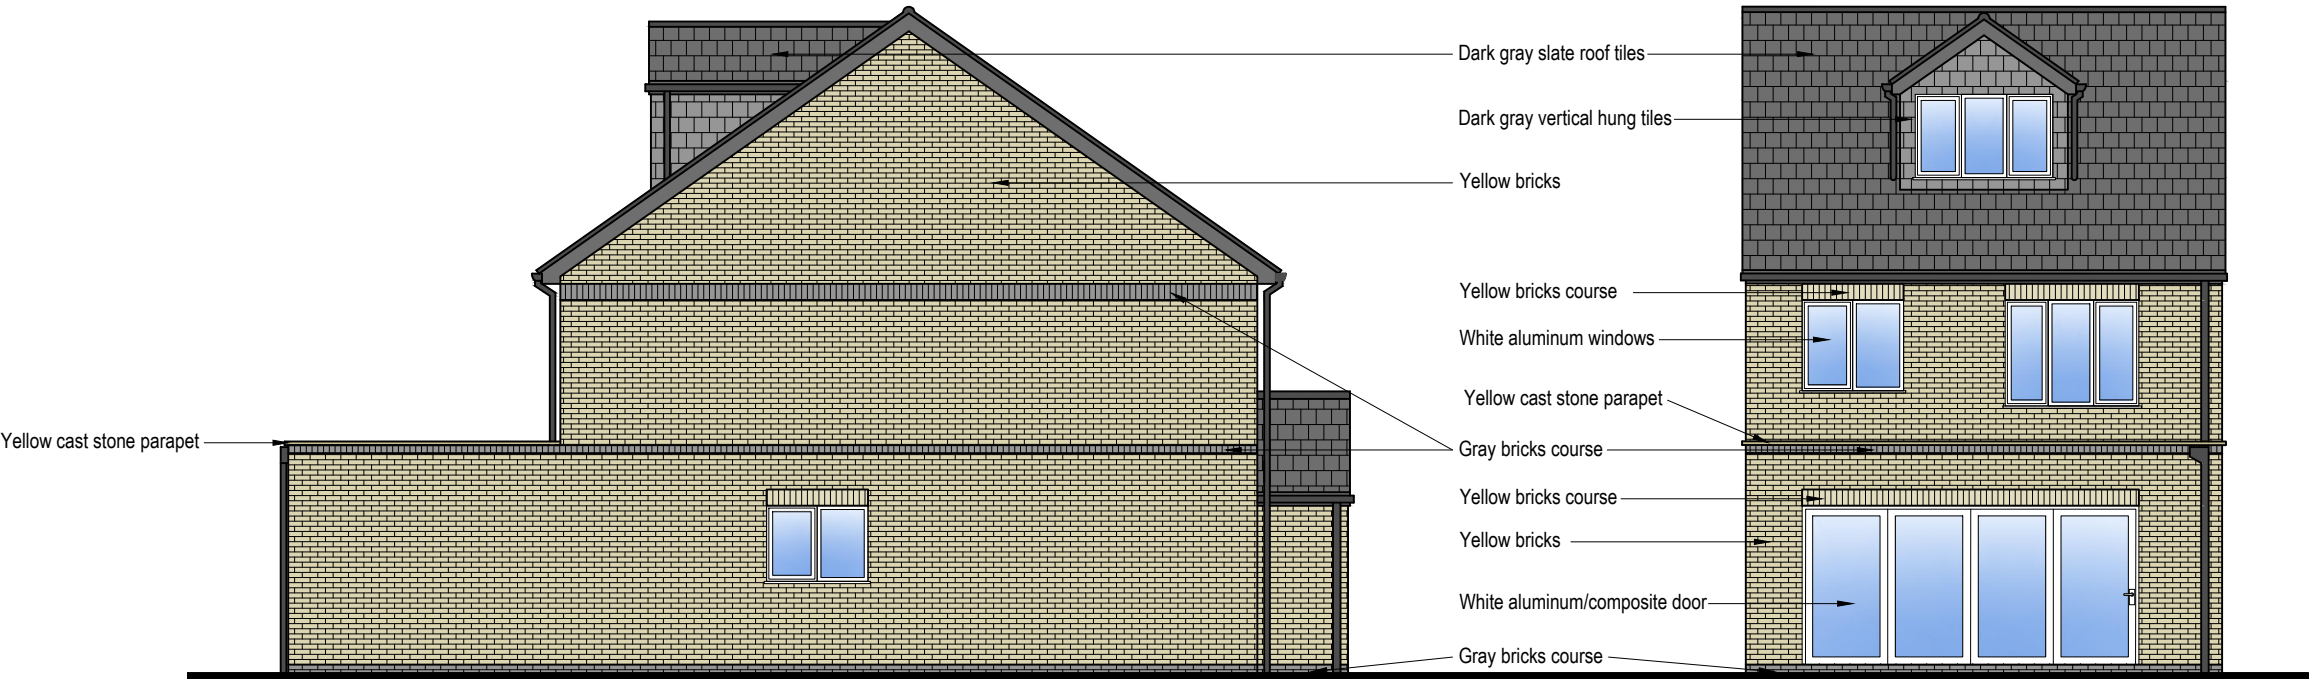 Dark gray slate roof tiles
Dark gray vertical hung tiles
Yellow bricks
Yellow bricks course
White aluminum windows
Yellow cast stone parapet
Yellow cast stone parapet
Gray bricks course
Yellow bricks course
Yellow bricks
White aluminum/composite door
Gray bricks course